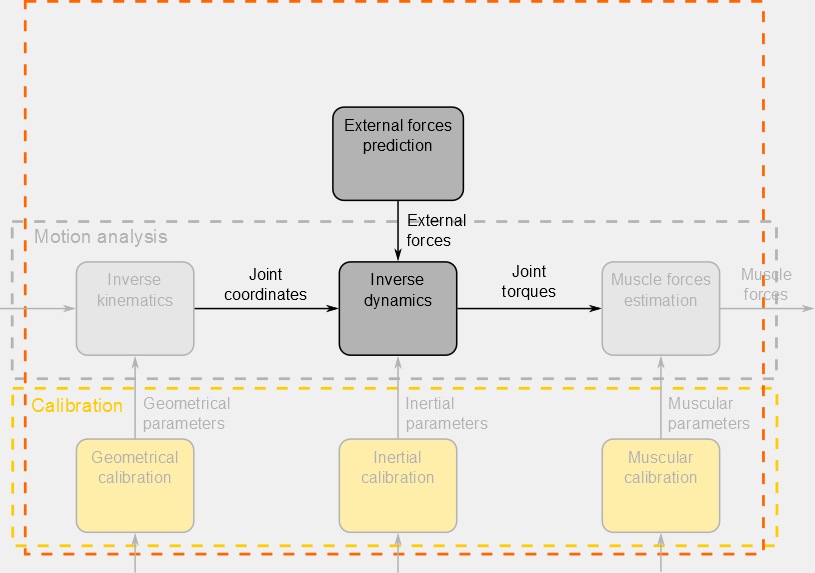 External forces
prediction
External
forces
Motion analysis
Inverse
kinematics
Joint
coordinates
Inverse
dynamics
Joint
torques
Muscle forces
estimation
Muscle
forces
Calibration
Geometrical
parameters
Inertial
parameters
Muscular
parameters
Geometrical
calibration
Inertial
calibration
Muscular
calibration